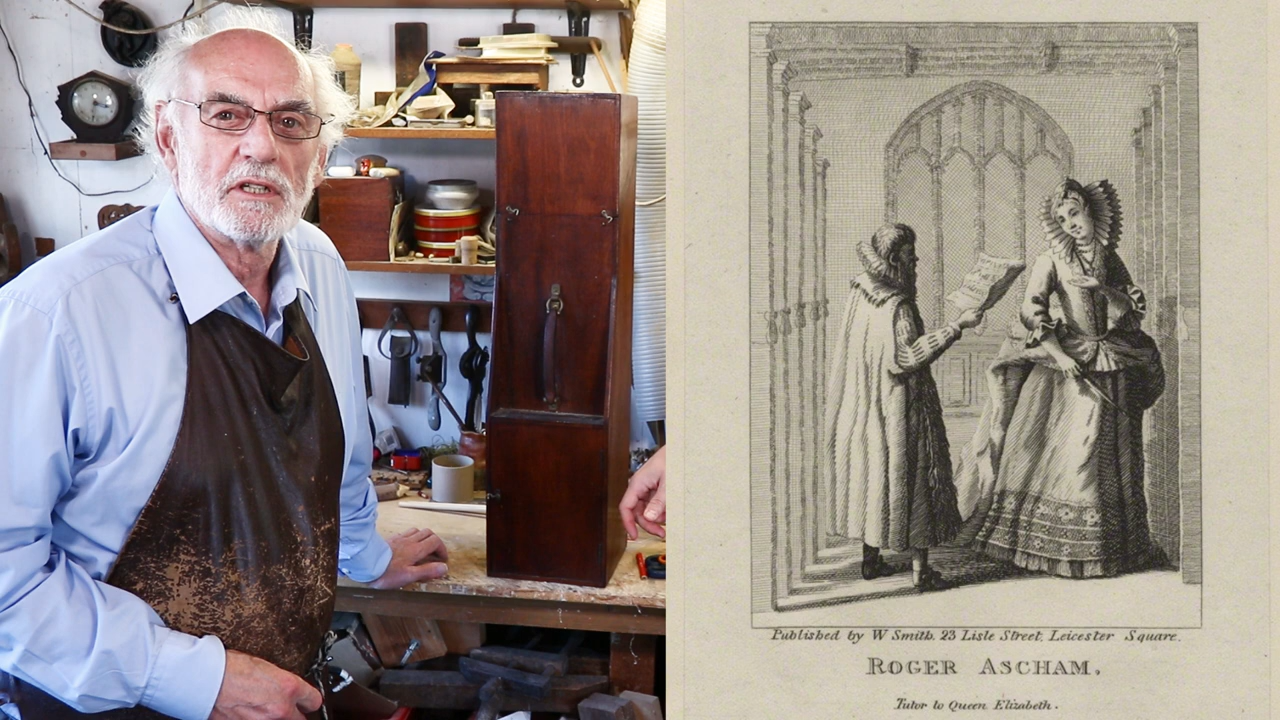 Published by W Smith. 23 Lisle Street, Leicester Square.
ROGER ASCHAM,
Tutor to Queen Elizabeth.